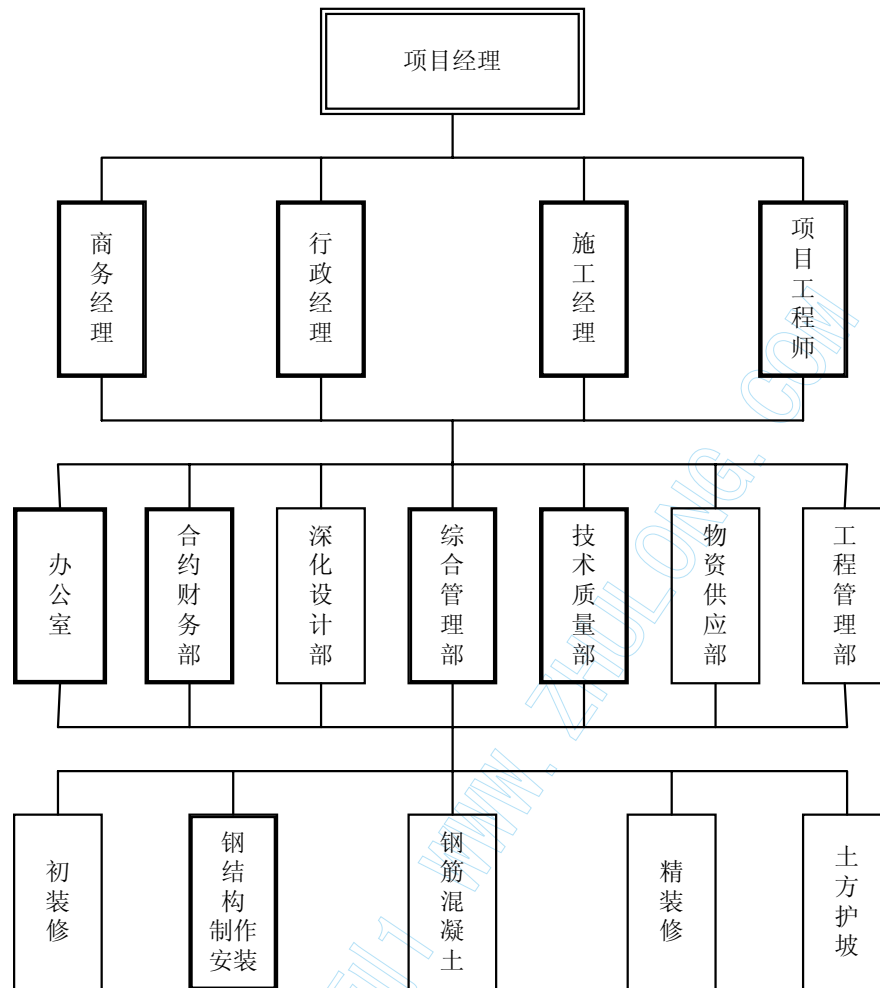 项目经理
商务经理
行政经理
施工经理
项目工程师
办公室
合约财务部
深化设计部
综合管理部
技术质量部
物资供应部
工程管理部
初装修
钢结构制作安装
钢筋混凝土
精装修
土方护坡
WWW.ZHULONG.COM